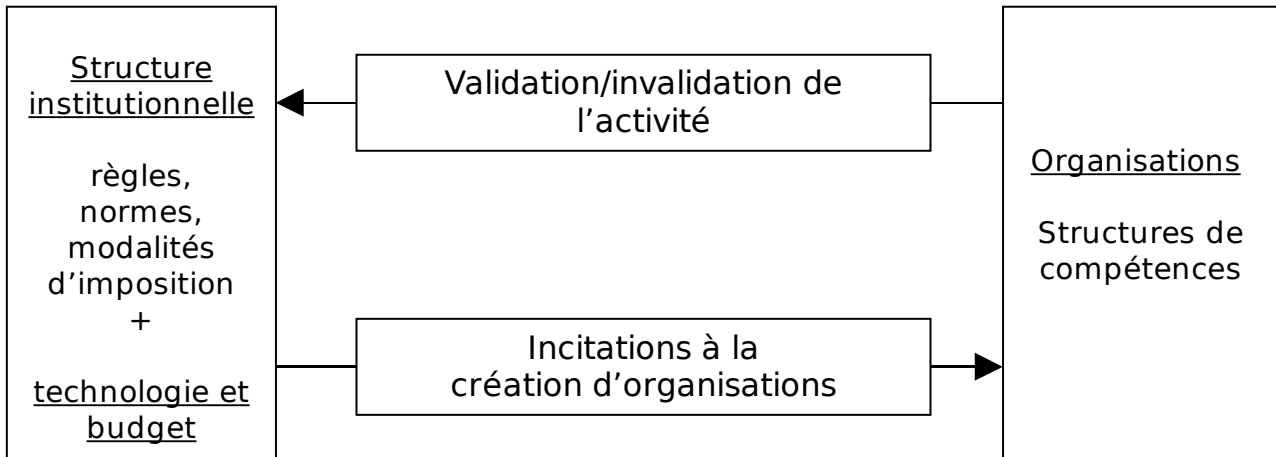 Structure
institutionnelle
règles,
normes,
modalités
d’imposition
+
technologie et
budget
Validation/invalidation de
l’activité
Incitations à la
création d’organisations
Organisations
Structures de
compétences